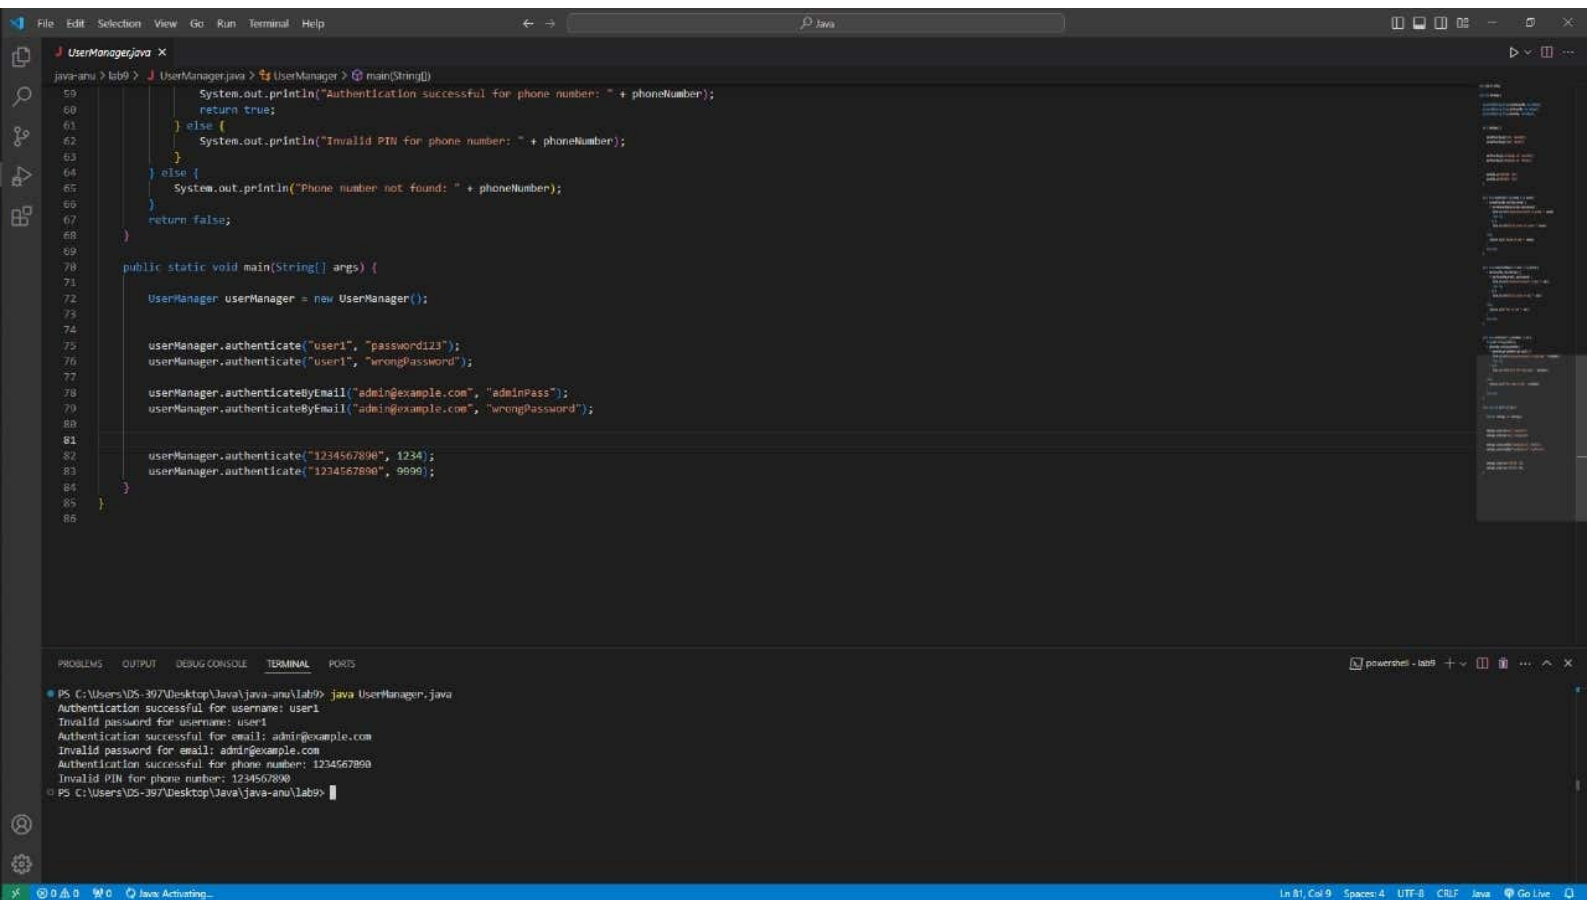 File Edit Selection View Go Run Terminal Help
Java
UserManager.java
java-anu > lab9 > J UserManager.java > UserManager > main(String[])
59 System.out.println("Authentication successful for phone number: " + phoneNumber);
60 return true;
61 } else {
62 System.out.println("Invalid PIN for phone number: " + phoneNumber);
63 }
64 } else {
65 System.out.println("Phone number not found: " + phoneNumber);
66 }
67 return false;
68 }
69
70 public static void main(String[] args) {
71
72 UserManager userManager = new UserManager();
73
74
75 userManager.authenticate("user1", "password123");
76 userManager.authenticate("user1", "wrongPassword");
77
78 userManager.authenticateByEmail("admin@example.com", "adminPass");
79 userManager.authenticateByEmail("admin@example.com", "wrongPassword");
80
81
82 userManager.authenticate("1234567890", 1234);
83 userManager.authenticate("1234567890", 9999);
84 }
85 }
86
PROBLEMS OUTPUT DEBUG CONSOLE TERMINAL PORTS
powershell - lab9
PS C:\Users\DS-397\Desktop\Java\java-anu\lab9> java UserManager.java
Authentication successful for username: user1
Invalid password for username: user1
Authentication successful for email: admin@example.com
Invalid password for email: admin@example.com
Authentication successful for phone number: 1234567890
Invalid PIN for phone number: 1234567890
PS C:\Users\DS-397\Desktop\Java\java-anu\lab9>
0 0 0 Java: Activating...
Ln 81, Col 9 Spaces: 4 UTF-8 CRLF Java Go Live